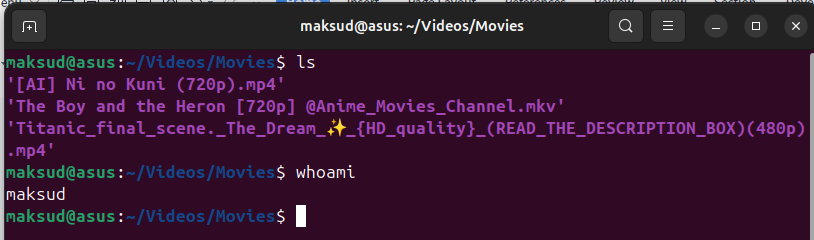 maksud@asus: ~/Videos/Movies
maksud@asus:~/Videos/Movies$ ls
'[AI] Ni no Kuni (720p).mp4'
'The Boy and the Heron [720p] @Anime_Movies_Channel.mkv'
'Titanic_final_scene._The_Dream_✨_{HD_quality}_(READ_THE_DESCRIPTION_BOX)(480p)
.mp4'
maksud@asus:~/Videos/Movies$ whoami
maksud
maksud@asus:~/Videos/Movies$